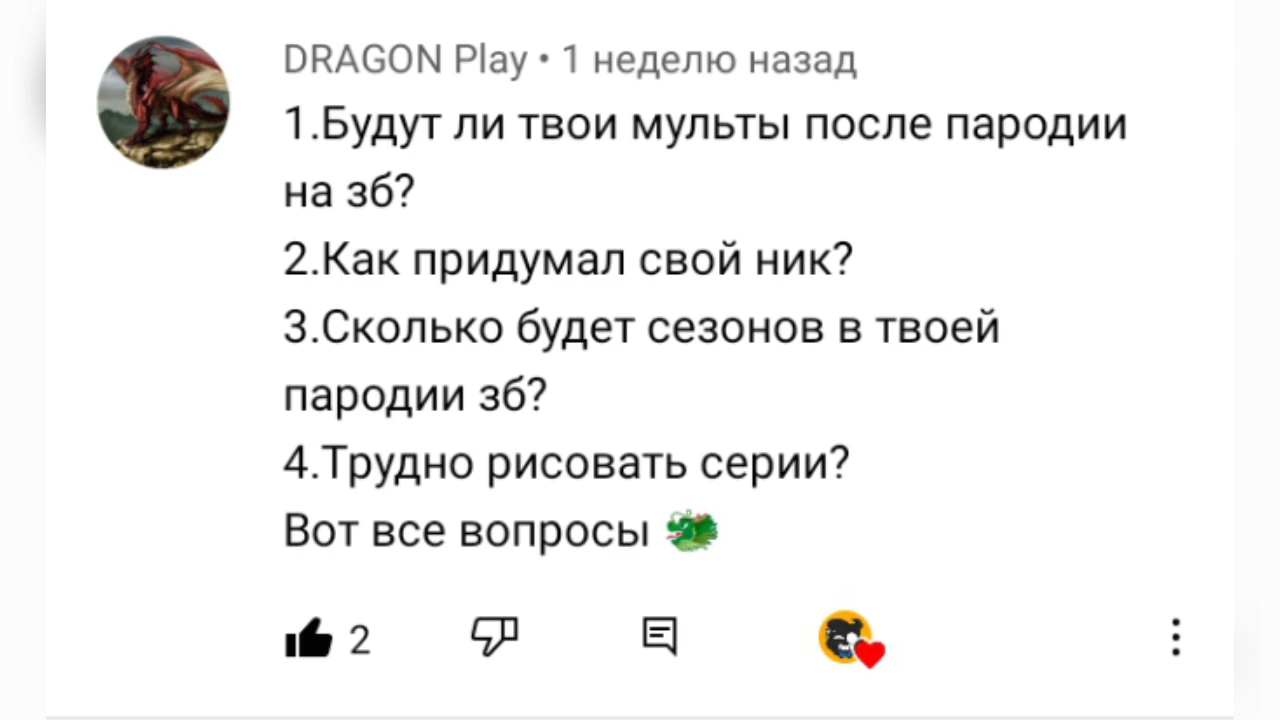 DRAGON Play • 1 неделю назад
1.Будут ли твои мульты после пародии
на зб?
2.Как придумал свой ник?
3.Сколько будет сезонов в твоей
пародии зб?
4.Трудно рисовать серии?
Вот все вопросы 🐲
2